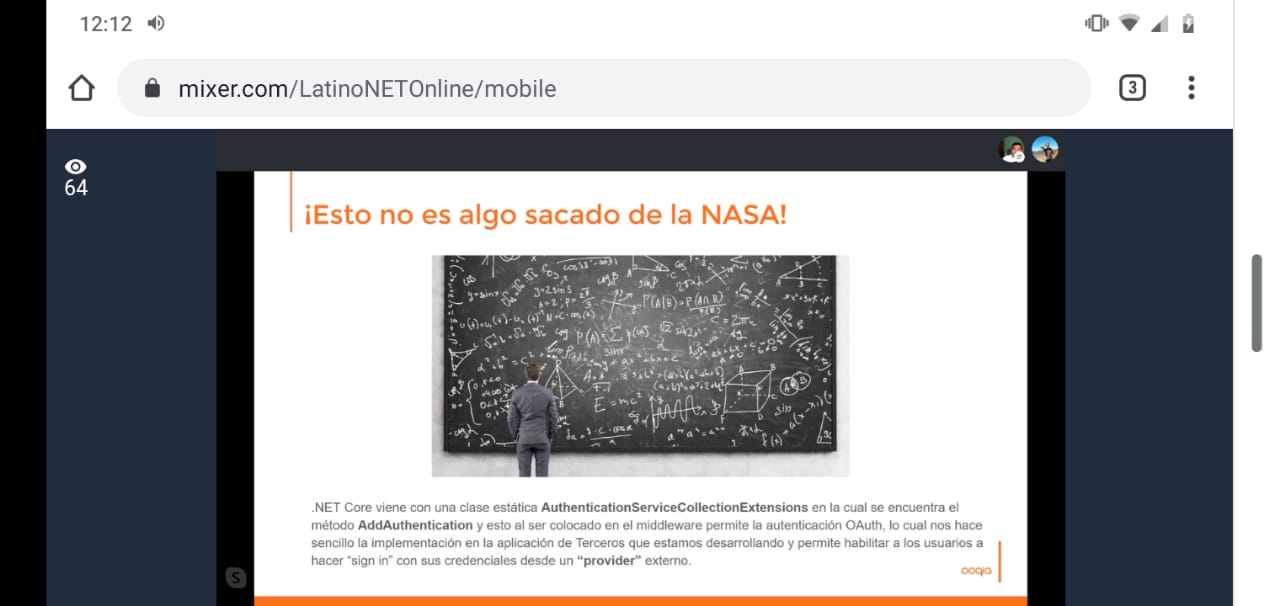 12:12
mixer.com/LatinoNETOnline/mobile
3
64
¡Esto no es algo sacado de la NASA!
P(A|B)=P(A∩B)
E=mc²
.NET Core viene con una clase estática AuthenticationServiceCollectionExtensions en la cual se encuentra el
método AddAuthentication y esto al ser colocado en el middleware permite la autenticación OAuth, lo cual nos hace
sencillo la implementación en la aplicación de Terceros que estamos desarrollando y permite habilitar a los usuarios a
hacer “sign in” con sus credenciales desde un “provider” externo.
S
ooqia